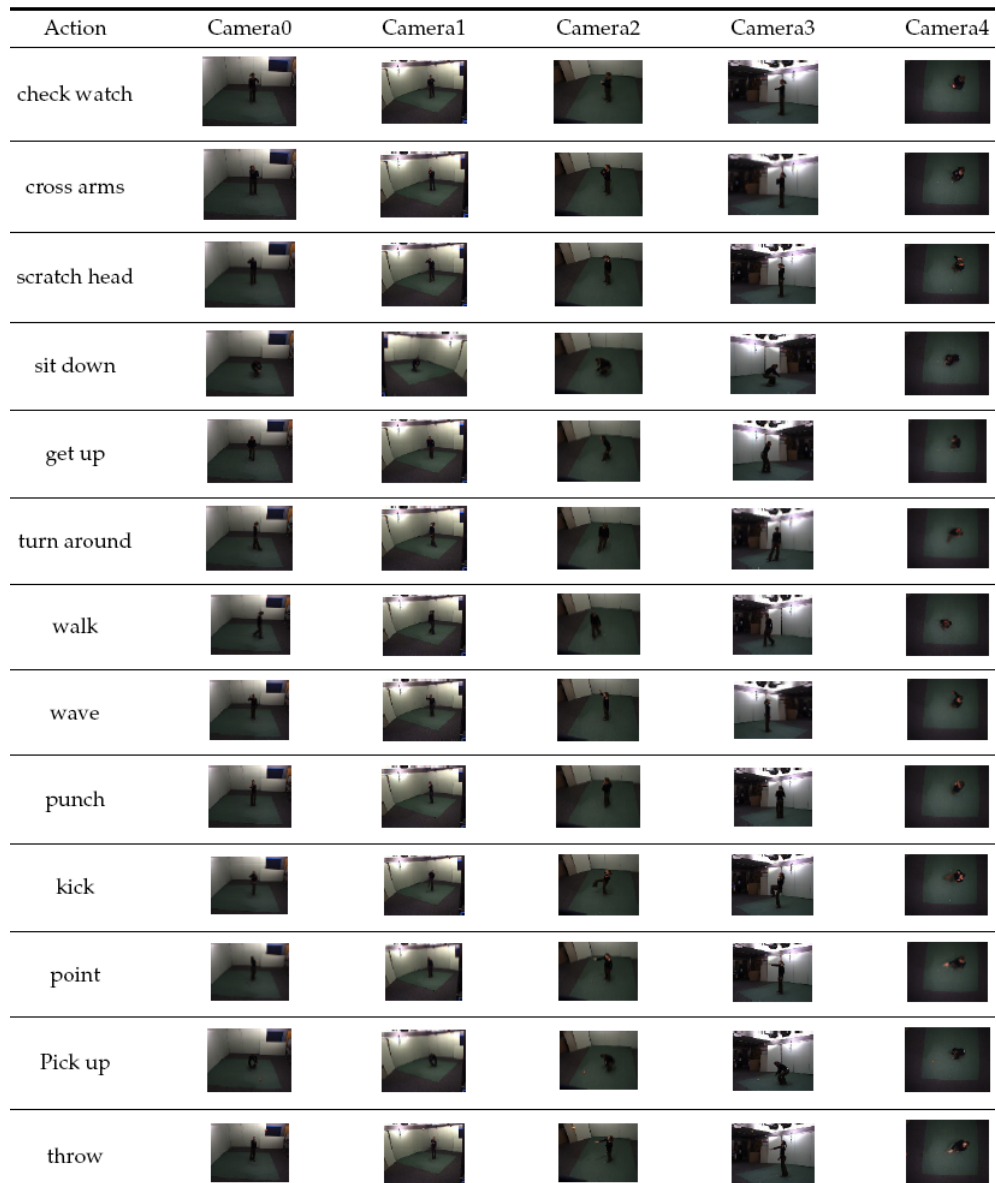 Action Camera0 Camera1 Camera2 Camera3 Camera4
check watch
cross arms
scratch head
sit down
get up
turn around
walk
wave
punch
kick
point
Pick up
throw